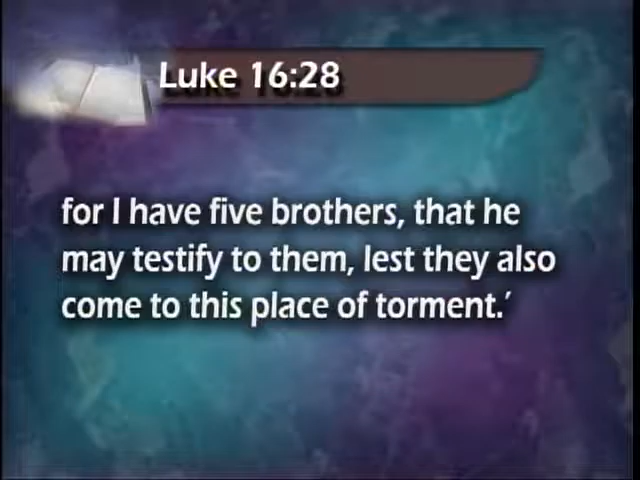 Luke 16:28
for I have five brothers, that he
may testify to them, lest they also
come to this place of torment.’